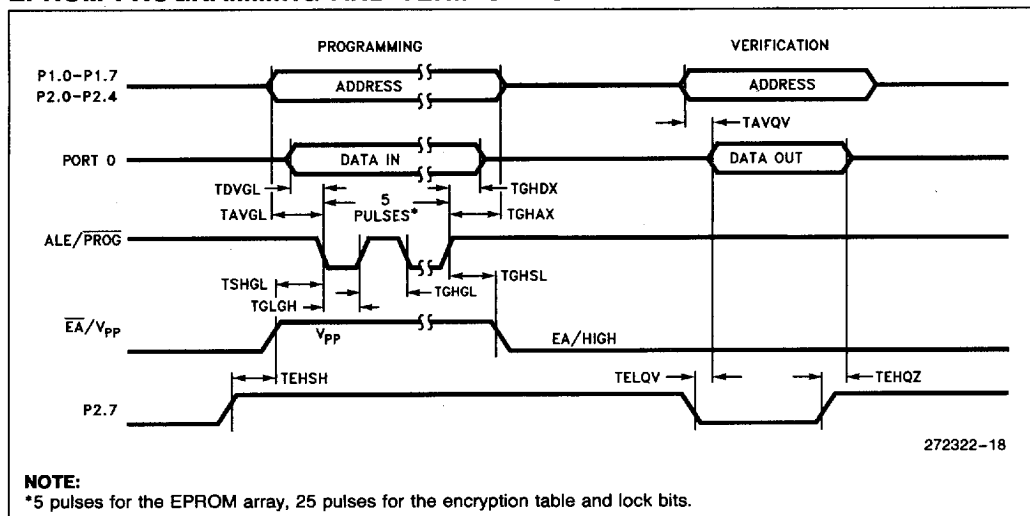 PROGRAMMING
VERIFICATION
P1.0–P1.7
P2.0–P2.4
ADDRESS
ADDRESS
TAVQV
PORT 0
DATA IN
DATA OUT
TDVGL
5
PULSES*
TGHDX
TAVGL
TGHAX
ALE/PROG
TSHGL
TGHSL
TGHGL
TGLGH
EA/VPP
VPP
EA/HIGH
TEHSH
TELQV
TEHQZ
P2.7
272322–18
NOTE:
*5 pulses for the EPROM array, 25 pulses for the encryption table and lock bits.